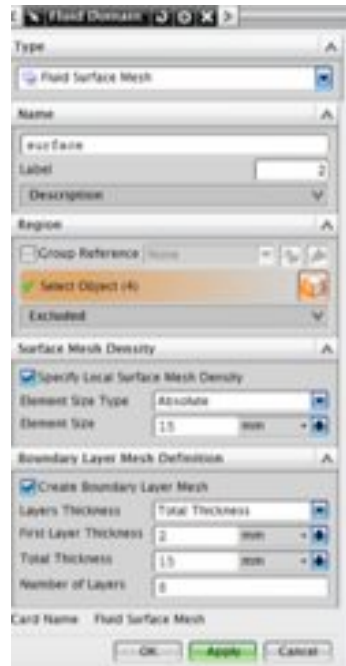 Fluid Domain
Type
Fluid Surface Mesh
Name
surface
Label 2
Description
Region
Group Reference None
Select Object (4)
Excluded
Surface Mesh Density
Specify Local Surface Mesh Density
Element Size Type Absolute
Element Size 15 mm
Boundary Layer Mesh Definition
Create Boundary Layer Mesh
Layers Thickness Total Thickness
First Layer Thickness 2 mm
Total Thickness 15 mm
Number of Layers
Card Name Fluid Surface Mesh
OK Apply Cancel